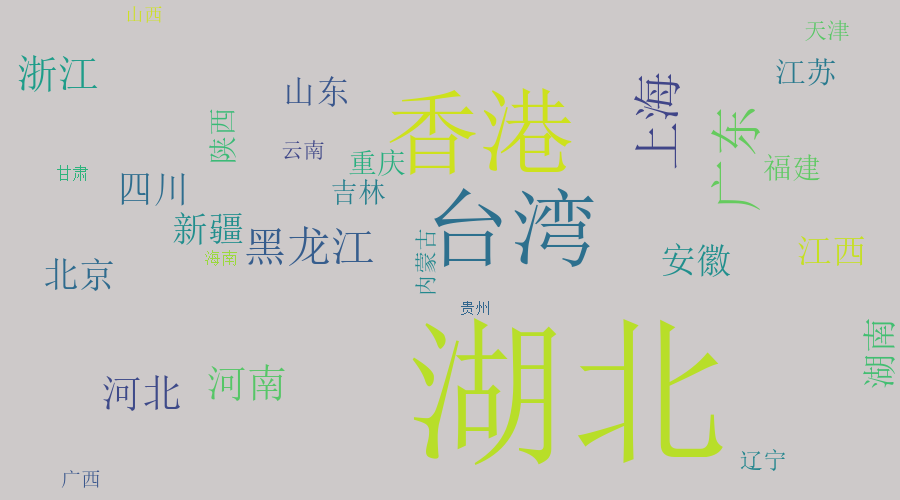 山西
天津
浙江
江苏
山东
上海
香港
广东
陕西
云南
重庆
福建
甘肃
四川
吉林
台湾
新疆
黑龙江
海南
内蒙古
安徽
江西
北京
贵州
湖北
湖南
河北
河南
辽宁
广西